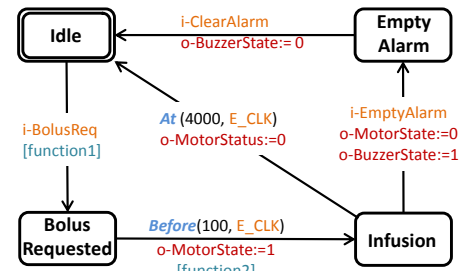 i-ClearAlarm
Idle
o-BuzzerState:= 0
Empty
Alarm
At (4000, E_CLK)
o-MotorStatus:=0
i-EmptyAlarm
o-MotorState:=0
o-BuzzerState:=1
i-BolusReq
[function1]
Bolus
Requested
Before(100, E_CLK)
o-MotorState:=1
[function2]
Infusion